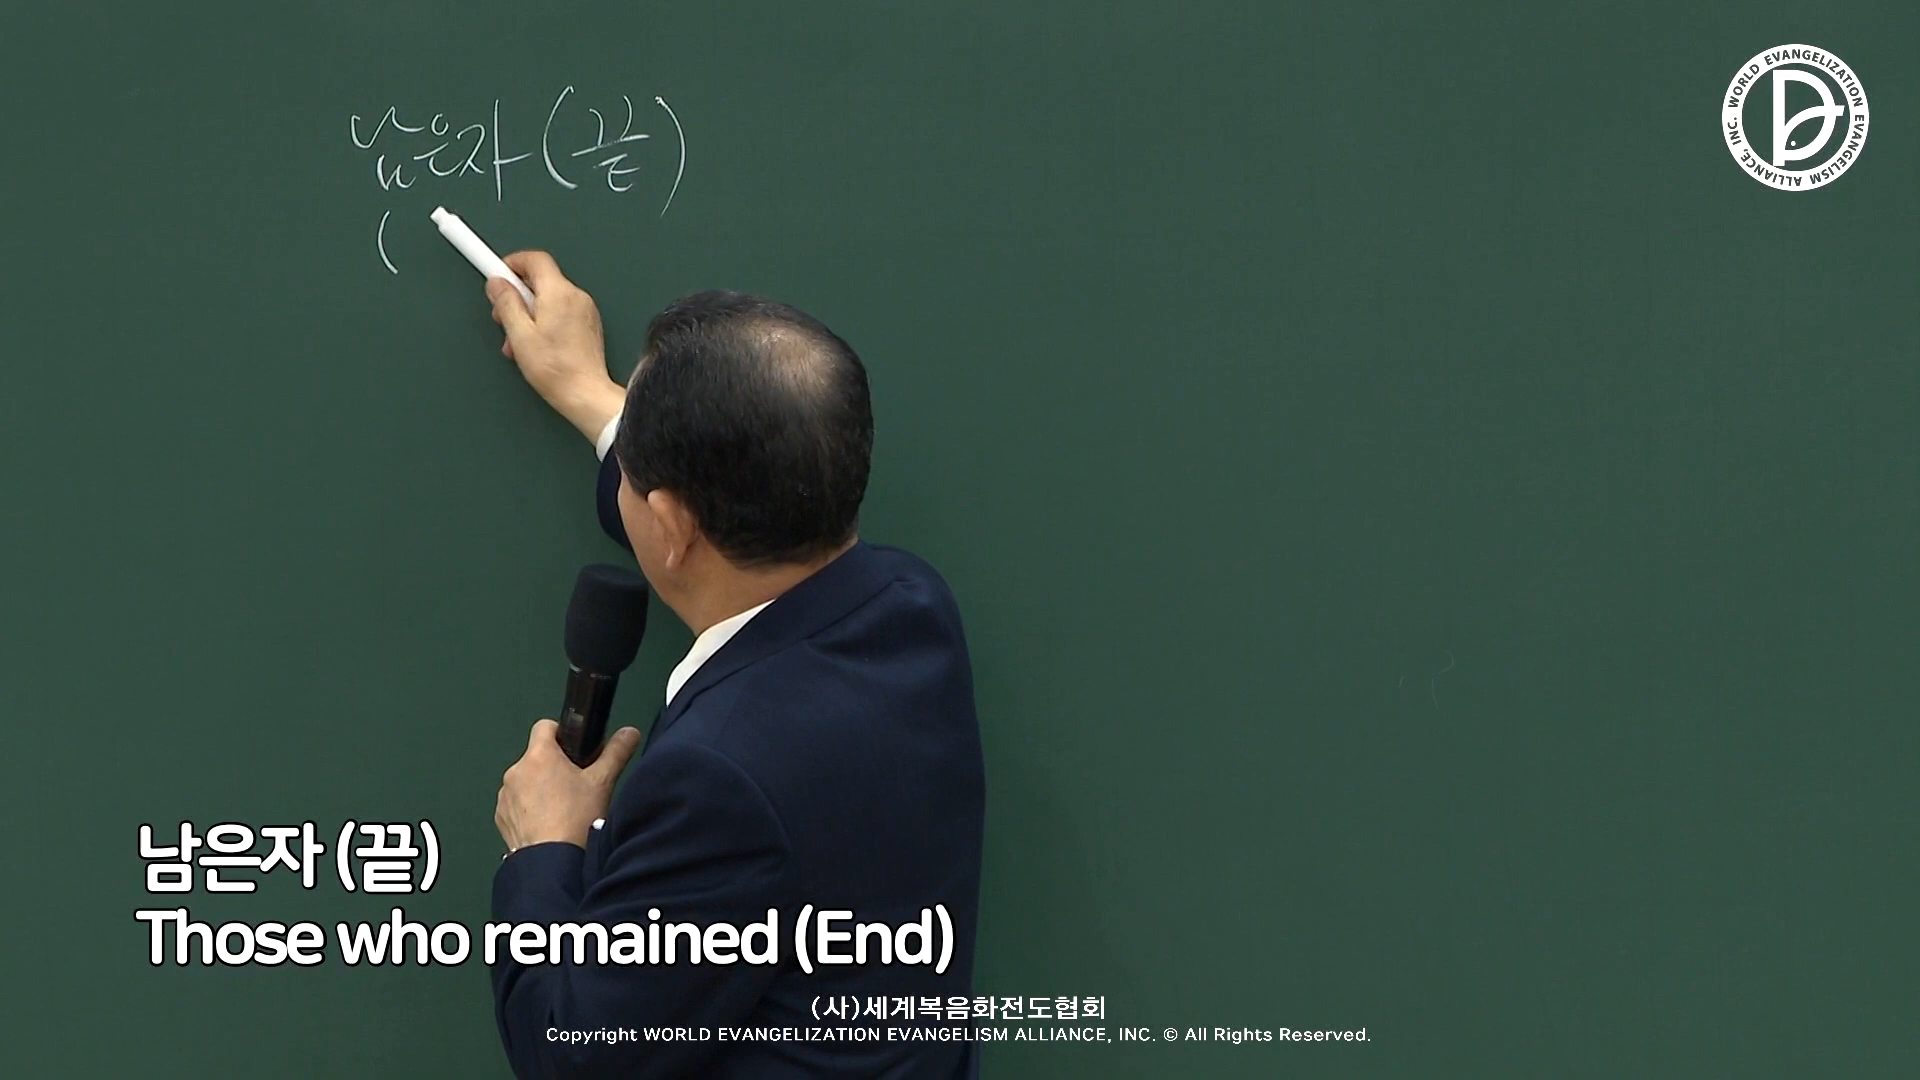 남은자 (끝)
(
WORLD EVANGELIZATION EVANGELISM ALLIANCE, INC.
남은자 (끝)
Those who remained (End)
(사)세계복음화전도협회
Copyright WORLD EVANGELIZATION EVANGELISM ALLIANCE, INC. © All Rights Reserved.